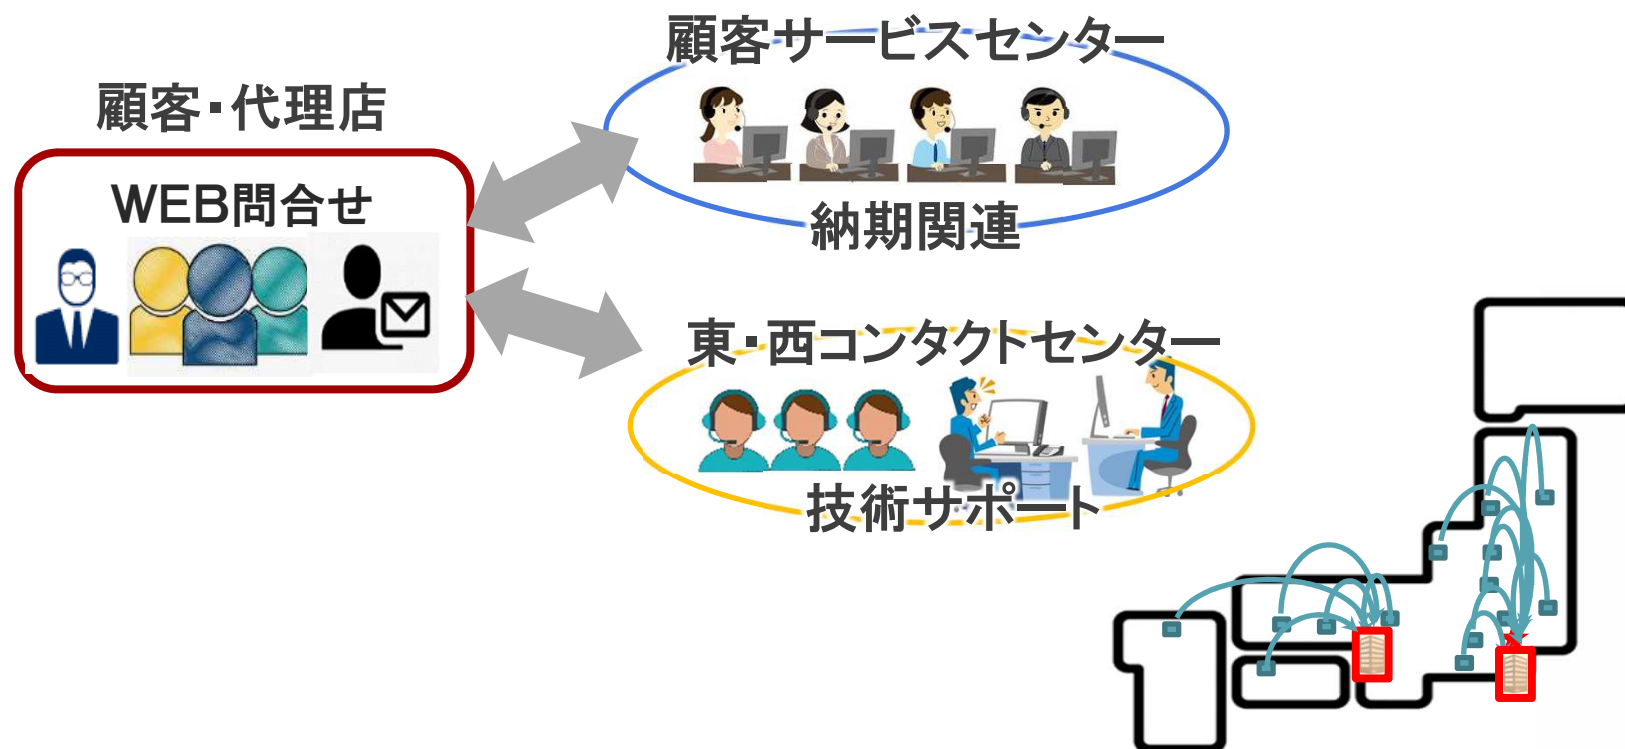 顧客・代理店
WEB問合せ
顧客サービスセンター
納期関連
東・西コンタクトセンター
技術サポート